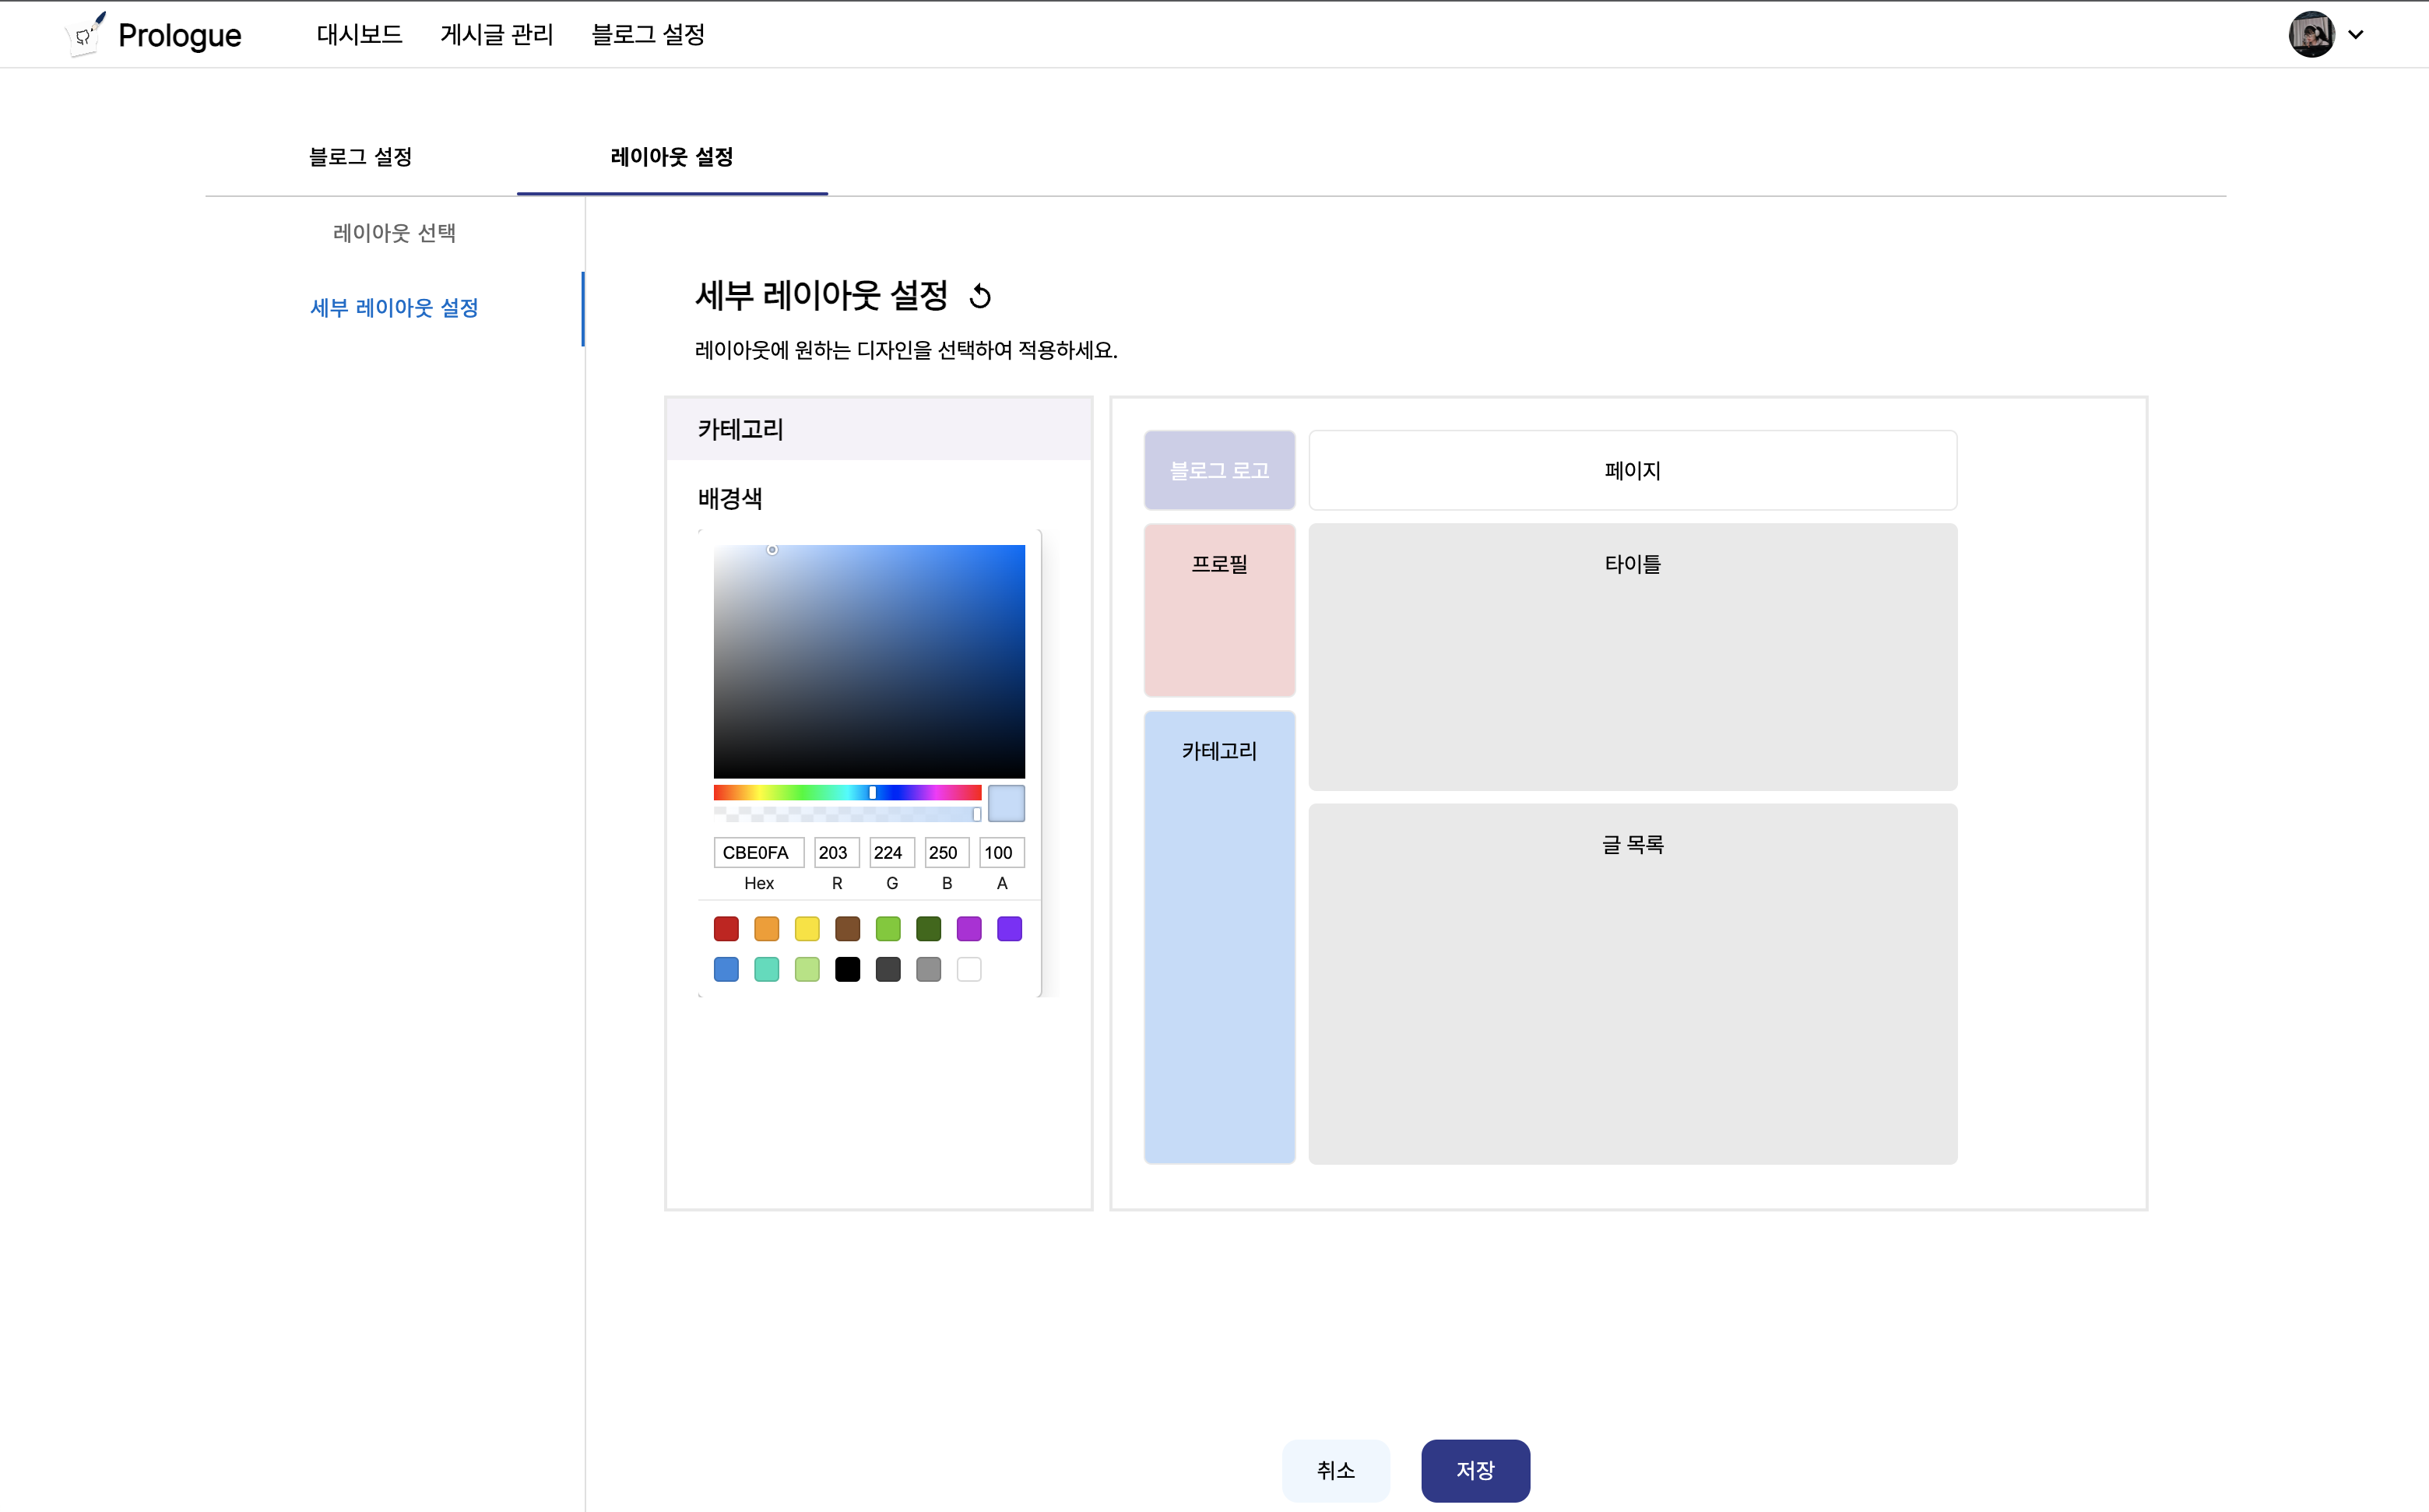 Prologue 대시보드 게시글 관리 블로그 설정
블로그 설정 레이아웃 설정
레이아웃 선택
세부 레이아웃 설정
세부 레이아웃 설정
레이아웃에 원하는 디자인을 선택하여 적용하세요.
카테고리
배경색
CBE0FA 203 224 250 100
Hex R G B A
블로그 로고
페이지
프로필
타이틀
카테고리
글 목록
취소 저장